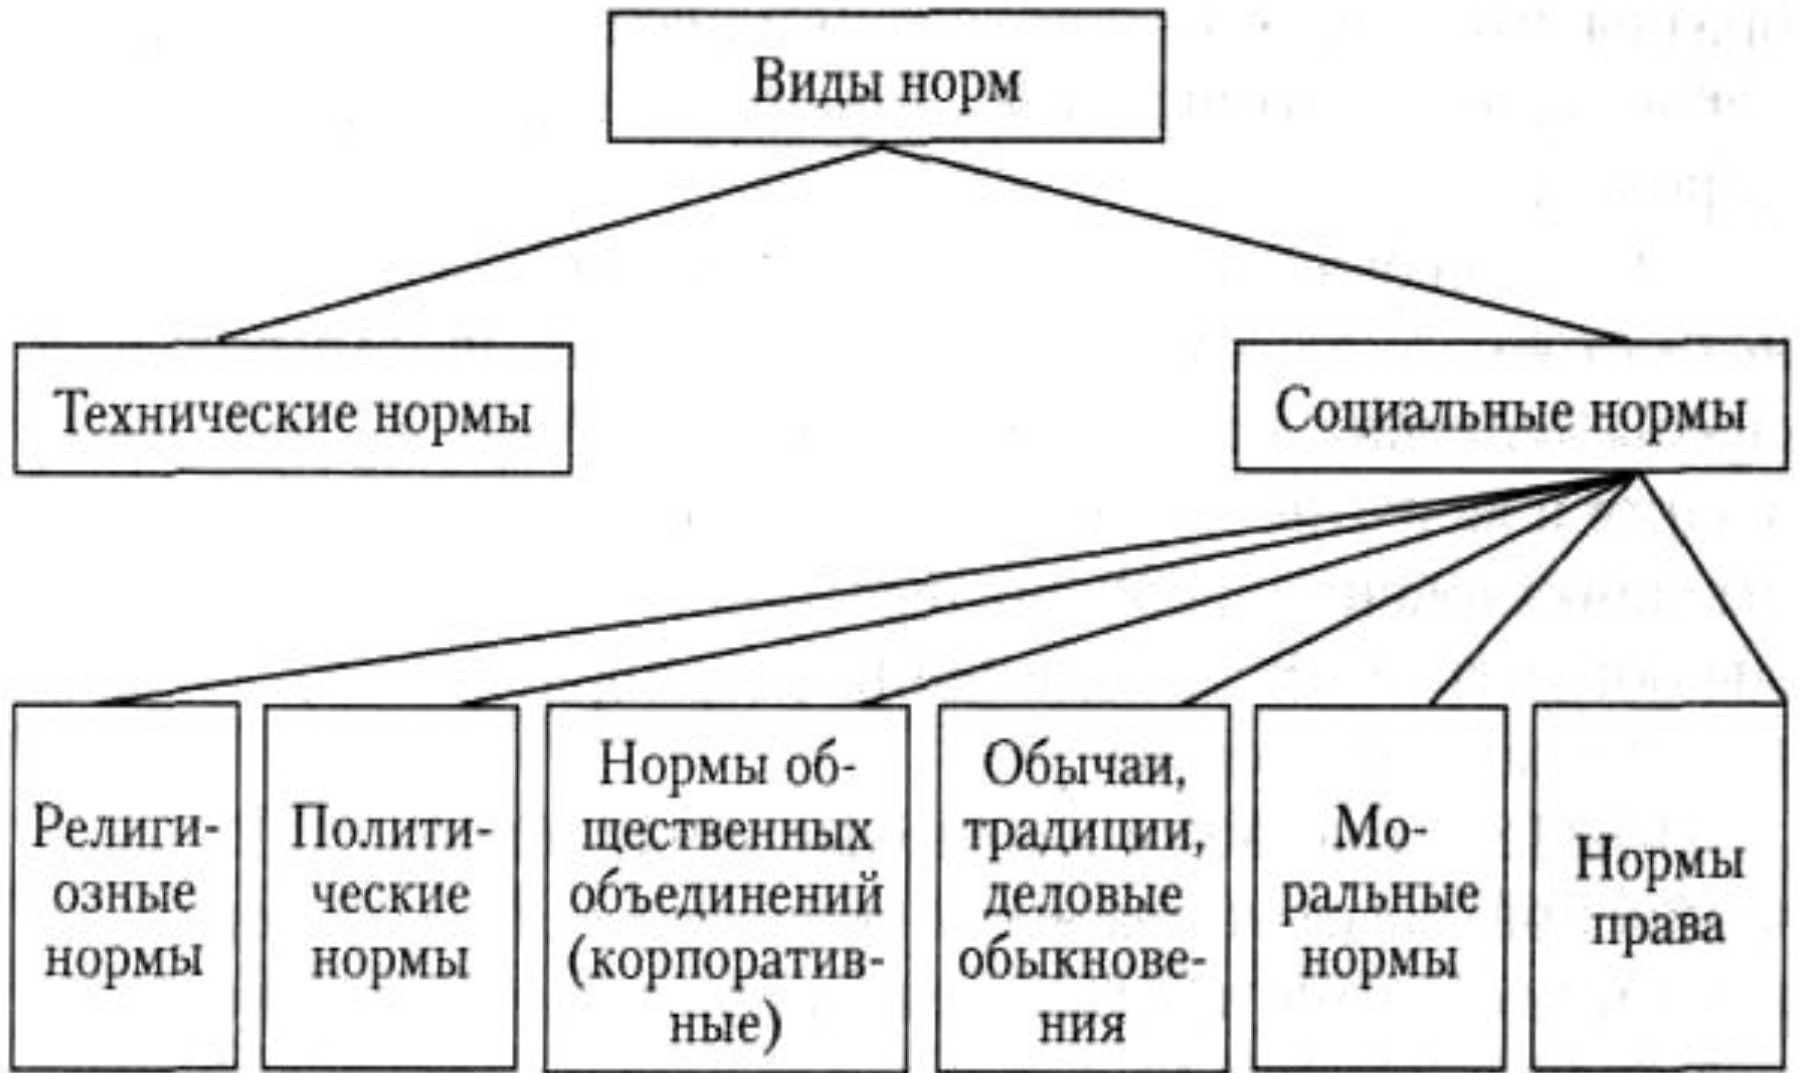 Виды норм
Технические нормы
Социальные нормы
Религи-
озные
нормы
Полити-
ческие
нормы
Нормы об-
щественных
объединений
(корпоратив-
ные)
Обычаи,
традиции,
деловые
обыкнове-
ния
Мо-
ральные
нормы
Нормы
права